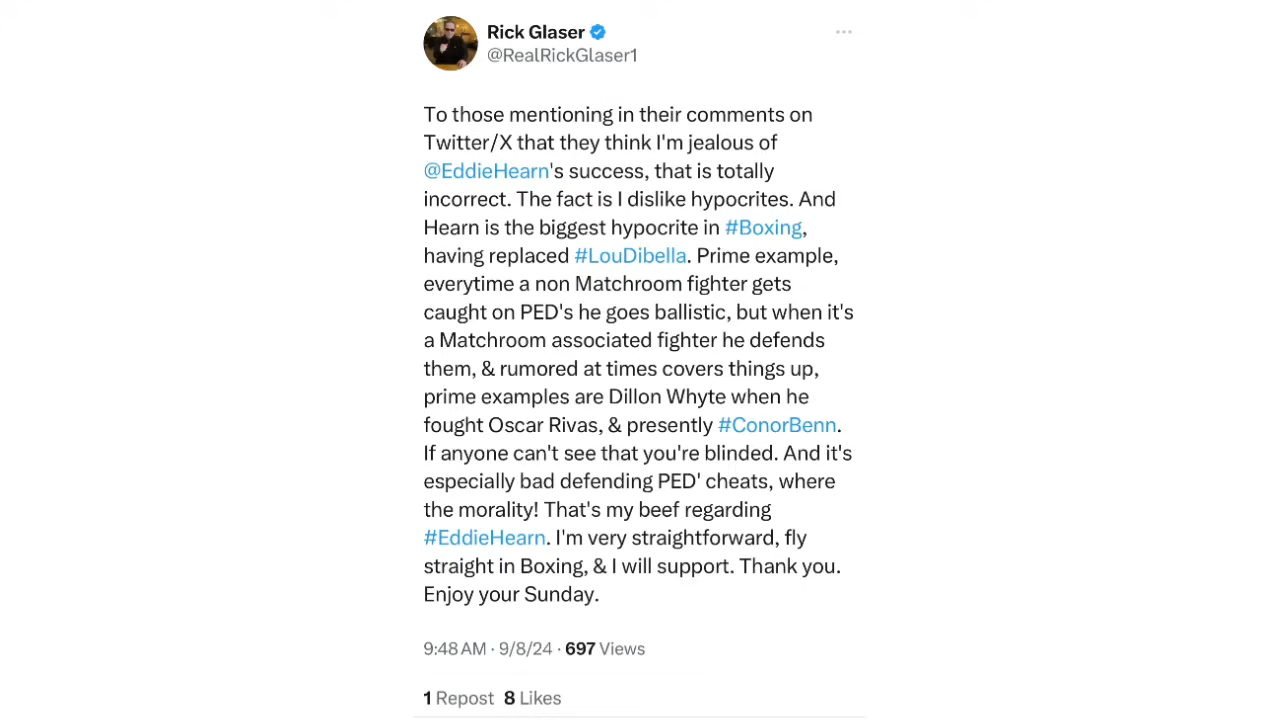 Rick Glaser
@RealRickGlaser1
To those mentioning in their comments on
Twitter/X that they think I'm jealous of
@EddieHearn's success, that is totally
incorrect. The fact is I dislike hypocrites. And
Hearn is the biggest hypocrite in #Boxing,
having replaced #LouDibella. Prime example,
everytime a non Matchroom fighter gets
caught on PED's he goes ballistic, but when it's
a Matchroom associated fighter he defends
them, & rumored at times covers things up,
prime examples are Dillon Whyte when he
fought Oscar Rivas, & presently #ConorBenn.
If anyone can't see that you're blinded. And it's
especially bad defending PED' cheats, where
the morality! That's my beef regarding
#EddieHearn. I'm very straightforward, fly
straight in Boxing, & I will support. Thank you.
Enjoy your Sunday.
9:48 AM · 9/8/24 · 697 Views
1 Repost 8 Likes